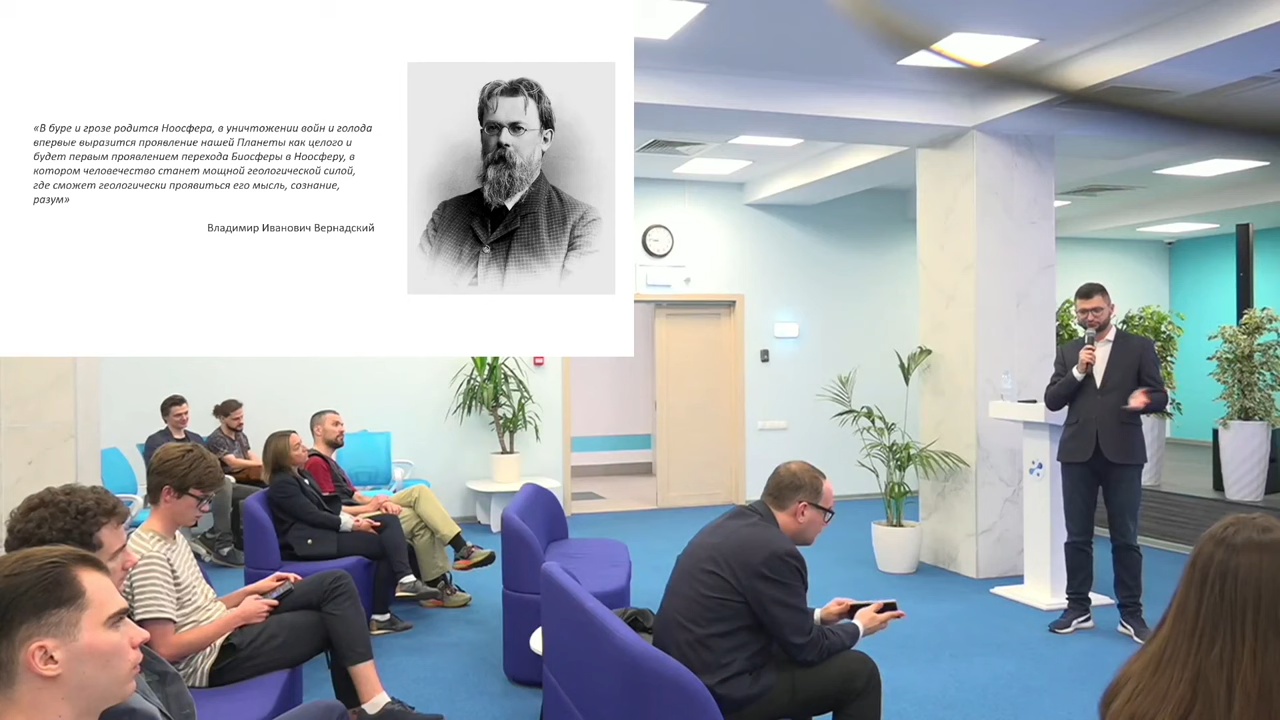 «В буре и грозе родится Ноосфера, в уничтожении войн и голода
впервые выразится проявление нашей Планеты как целого и
будет первым проявлением перехода Биосферы в Ноосферу, в
котором человечество станет мощной геологической силой,
где сможет геологически проявиться его мысль, сознание,
разум»
Владимир Иванович Вернадский